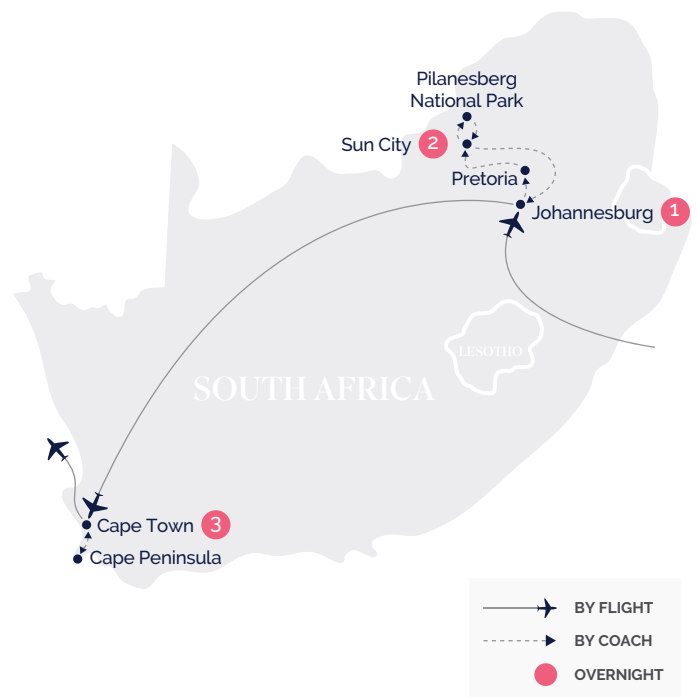 Pilanesberg
National Park
Sun City 2
Pretoria
Johannesburg 1
LESOTHO
SOUTH AFRICA
Cape Town 3
Cape Peninsula
BY FLIGHT
BY COACH
OVERNIGHT